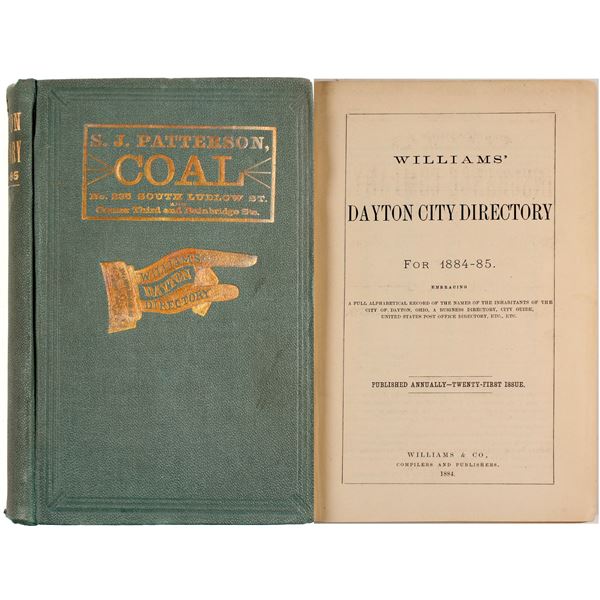 S. J. PATTERSON,
COAL
No. 235 SOUTH LUDLOW ST.
AND
Corner Third and Bainbridge Sts.
WILLIAMS'
DAYTON
DIRECTORY
85
WILLIAMS'
DAYTON CITY DIRECTORY
FOR 1884-85.
EMBRACING
A FULL ALPHABETICAL RECORD OF THE NAMES OF THE INHABITANTS OF THE
CITY OF DAYTON, OHIO, A BUSINESS DIRECTORY, CITY GUIDE,
UNITED STATES POST OFFICE DIRECTORY, ETC., ETC.
PUBLISHED ANNUALLY—TWENTY-FIRST ISSUE.
WILLIAMS & CO.,
COMPILERS AND PUBLISHERS.
1884.